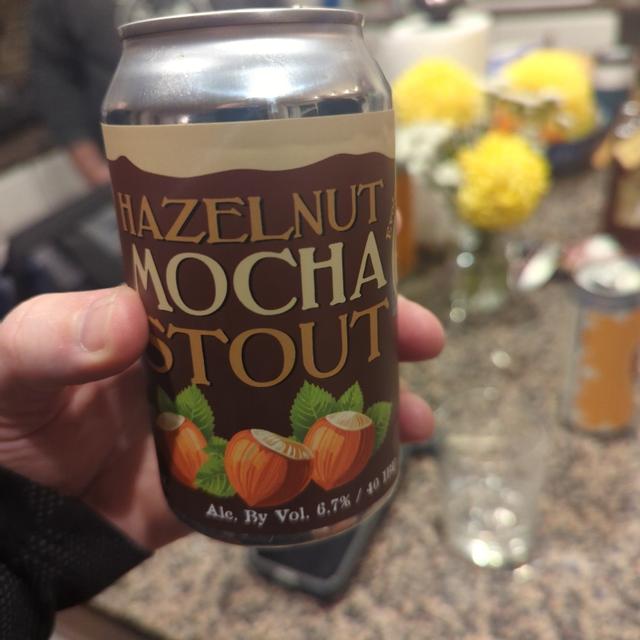 HAZELNUT
MOCHA
STOUT
Alc. By Vol. 6.7% / 40 IBU